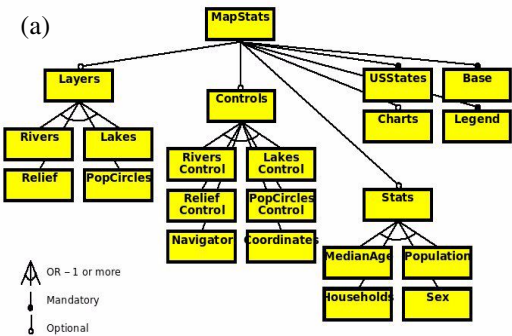 (a)
MapStats
Layers
USStates
Base
Controls
Charts
Legend
Rivers
Lakes
Rivers
Control
Lakes
Control
Relief
PopCircles
Relief
Control
PopCircles
Control
Stats
Navigator
Coordinates
MedianAge
Population
Households
Sex
OR – 1 or more
Mandatory
Optional